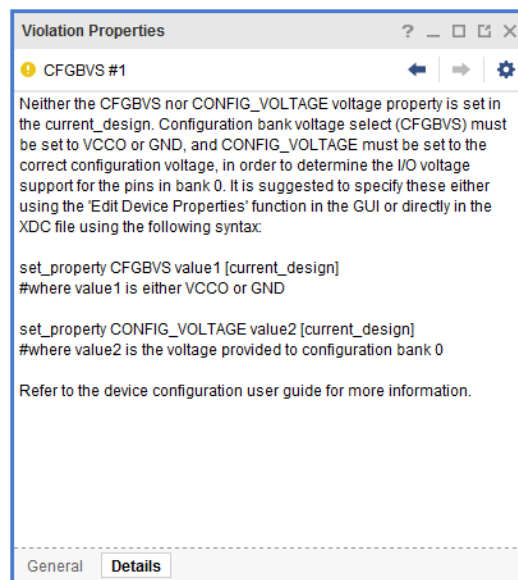 Violation Properties
CFGBVS #1
Neither the CFGBVS nor CONFIG_VOLTAGE voltage property is set in
the current_design. Configuration bank voltage select (CFGBVS) must
be set to VCCO or GND, and CONFIG_VOLTAGE must be set to the
correct configuration voltage, in order to determine the I/O voltage
support for the pins in bank 0. It is suggested to specify these either
using the 'Edit Device Properties' function in the GUI or directly in the
XDC file using the following syntax:
set_property CFGBVS value1 [current_design]
#where value1 is either VCCO or GND
set_property CONFIG_VOLTAGE value2 [current_design]
#where value2 is the voltage provided to configuration bank 0
Refer to the device configuration user guide for more information.
General Details